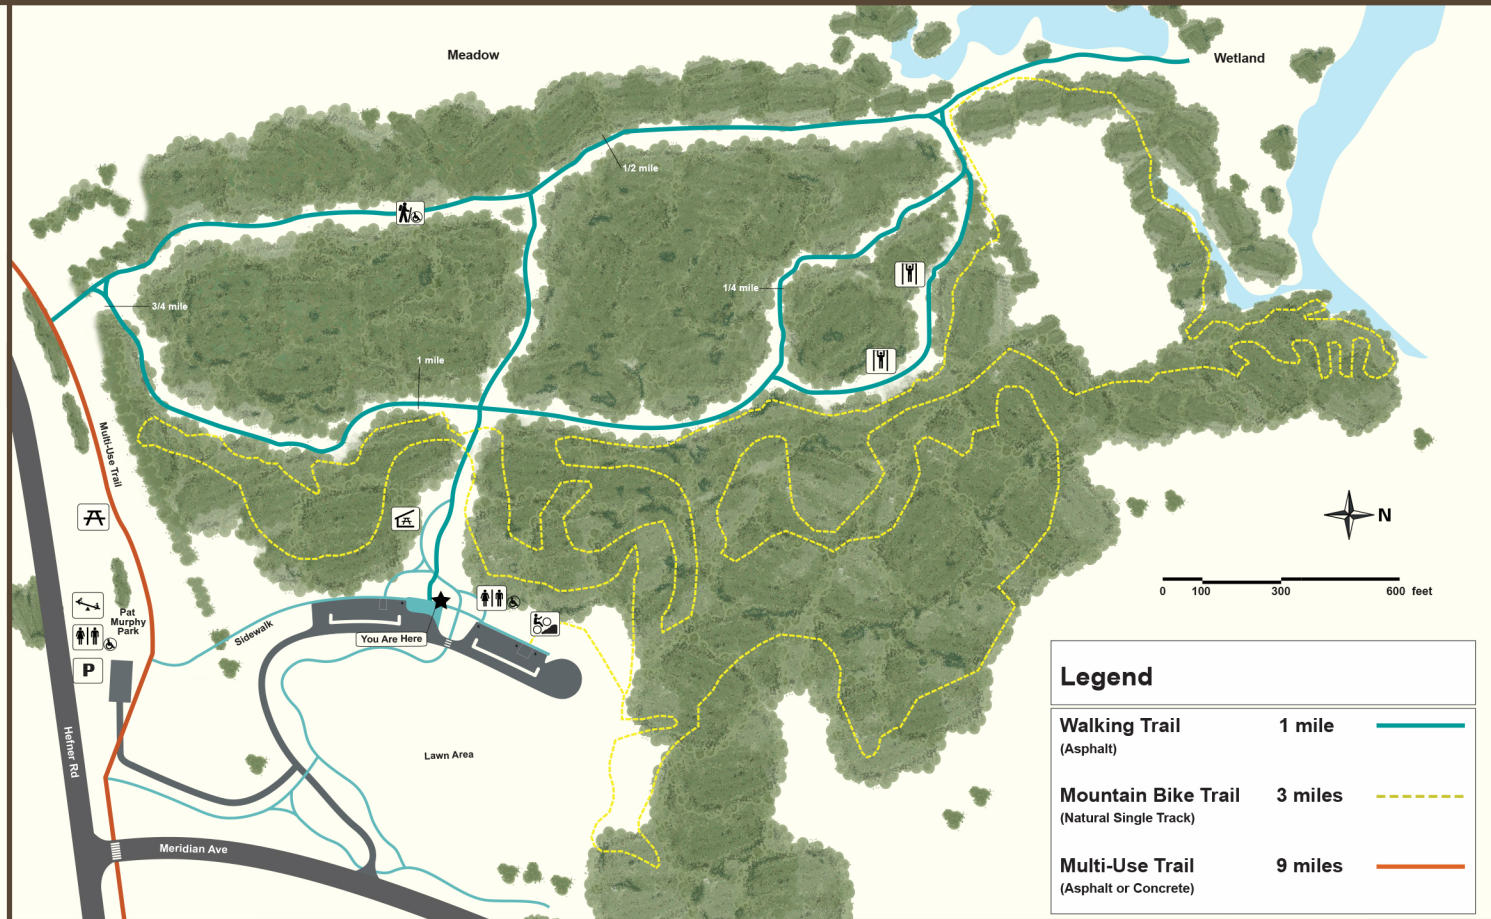 Meadow
Wetland
1/2 mile
1/4 mile
3/4 mile
1 mile
Multi-Use Trail
N
0 100 300 600 feet
Pat
Murphy
Park
Sidewalk
You Are Here
P
Hefner Rd
Lawn Area
Meridian Ave
Legend
Walking Trail 1 mile
(Asphalt)
Mountain Bike Trail 3 miles
(Natural Single Track)
Multi-Use Trail 9 miles
(Asphalt or Concrete)